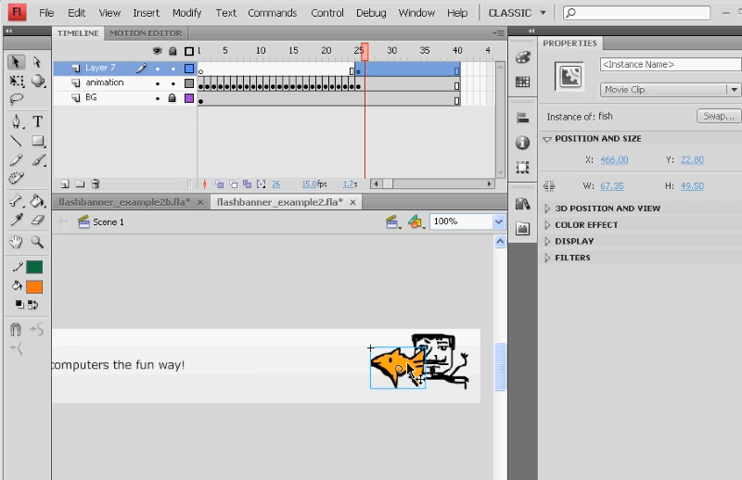 Fl File Edit View Insert Modify Text Commands Control Debug Window Help CLASSIC
TIMELINE MOTION EDITOR
1 5 10 15 20 25 30 35 40 4
Layer 7
animation
BG
26 15.0fps 1.7s
flashbanner_example2b.fla* flashbanner_example2.fla*
Scene 1 100%
computers the fun way!
PROPERTIES
<Instance Name>
Movie Clip
Instance of: fish Swap...
POSITION AND SIZE
X: 466.00 Y: 22.80
W: 67.35 H: 49.50
3D POSITION AND VIEW
COLOR EFFECT
DISPLAY
FILTERS